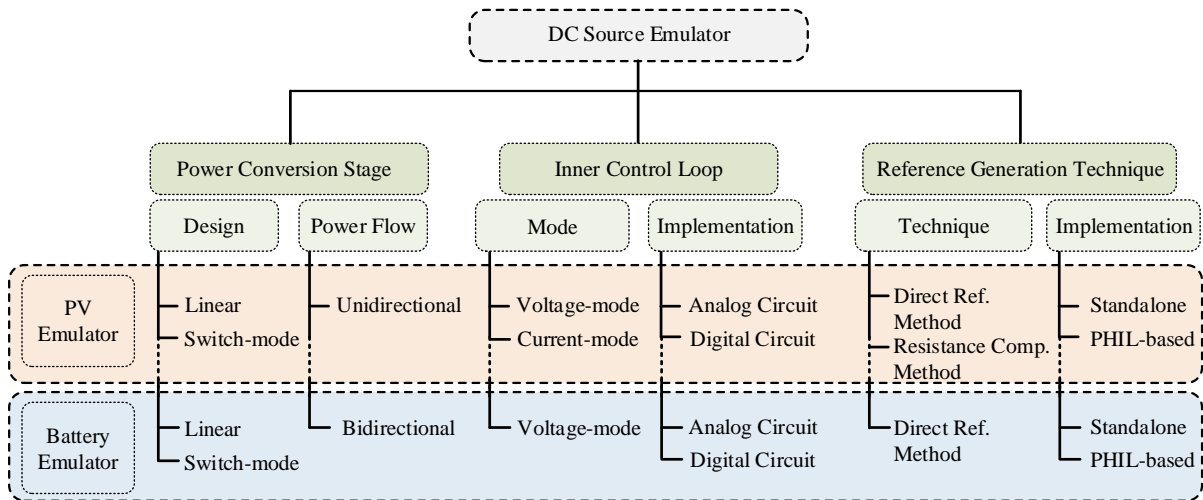 DC Source Emulator
Power Conversion Stage
Inner Control Loop
Reference Generation Technique
Design
Power Flow
Mode
Implementation
Technique
Implementation
PV
Emulator
Linear
Switch-mode
Unidirectional
Voltage-mode
Current-mode
Analog Circuit
Digital Circuit
Direct Ref.
Method
Resistance Comp.
Method
Standalone
PHIL-based
Battery
Emulator
Linear
Switch-mode
Bidirectional
Voltage-mode
Analog Circuit
Digital Circuit
Direct Ref.
Method
Standalone
PHIL-based